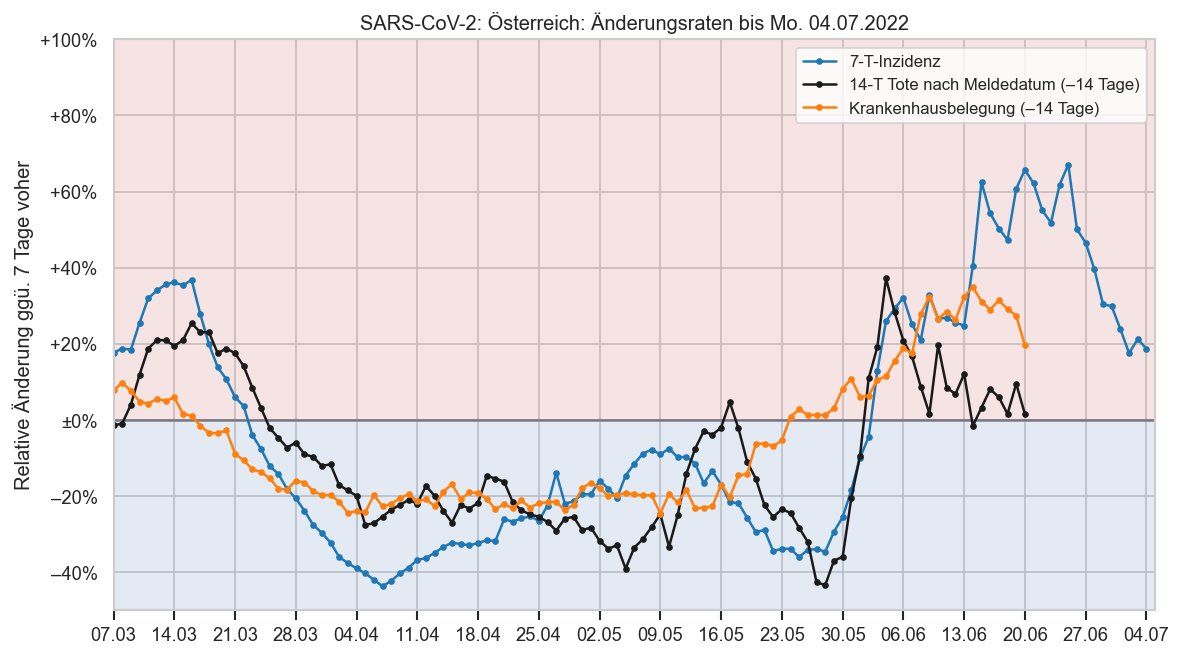 SARS-CoV-2: Österreich: Änderungsraten bis Mo. 04.07.2022
7-T-Inzidenz
14-T Tote nach Meldedatum (–14 Tage)
Krankenhausbelegung (–14 Tage)
Relative Änderung ggü. 7 Tage voher
+100%
+80%
+60%
+40%
+20%
±0%
–20%
–40%
07.03 14.03 21.03 28.03 04.04 11.04 18.04 25.04 02.05 09.05 16.05 23.05 30.05 06.06 13.06 20.06 27.06 04.07